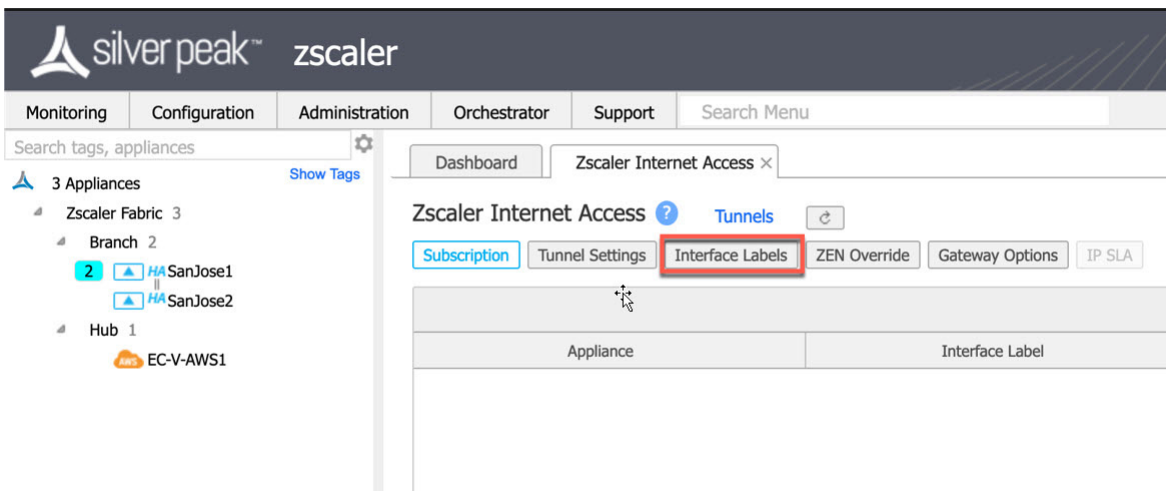 silver peak™ zscaler
Monitoring Configuration Administration Orchestrator Support Search Menu
Search tags, appliances
Show Tags
3 Appliances
Zscaler Fabric 3
Branch 2
2 HA SanJose1
HA SanJose2
Hub 1
AWS EC-V-AWS1
Dashboard Zscaler Internet Access ×
Zscaler Internet Access ? Tunnels
Subscription Tunnel Settings Interface Labels ZEN Override Gateway Options IP SLA
Appliance Interface Label